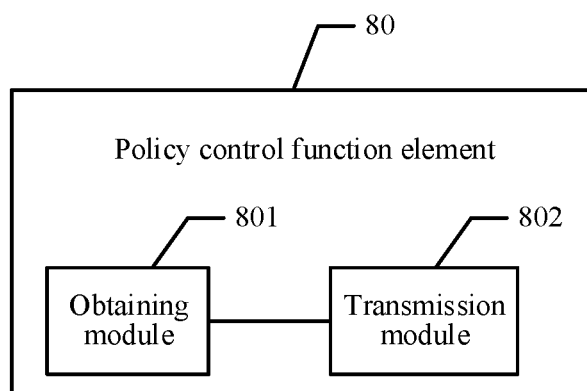 80
Policy control function element
801
802
Obtaining
module
Transmission
module